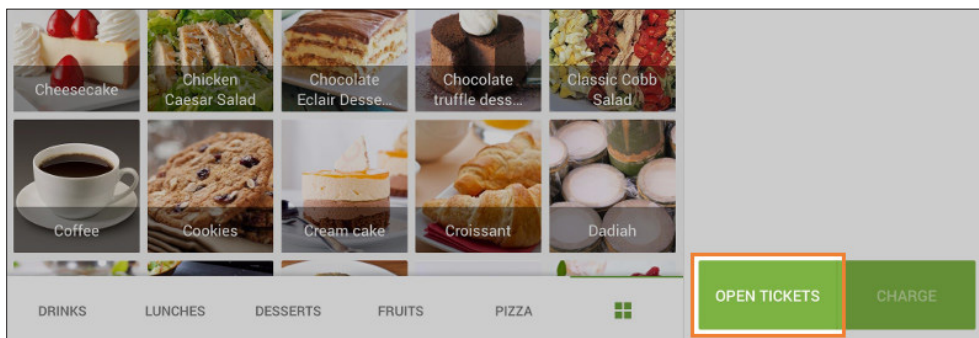 Cheesecake
Chicken
Caesar Salad
Chocolate
Eclair Desse...
Chocolate
truffle dess...
Classic Cobb
Salad
Coffee
Cookies
Cream cake
Croissant
Dadiah
DRINKS
LUNCHES
DESSERTS
FRUITS
PIZZA
OPEN TICKETS
CHARGE